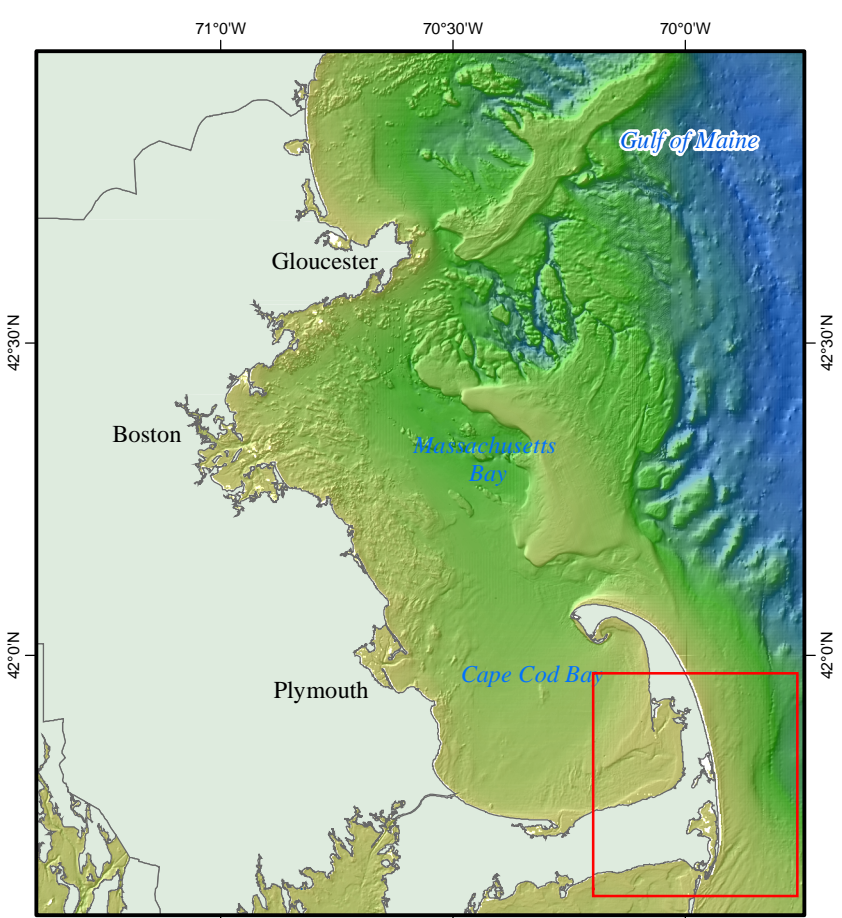 71°0'W 70°30'W 70°0'W
Gulf of Maine
Gloucester
42°30'N 42°30'N
Boston
Massachusetts
Bay
42°0'N 42°0'N
Cape Cod Bay
Plymouth